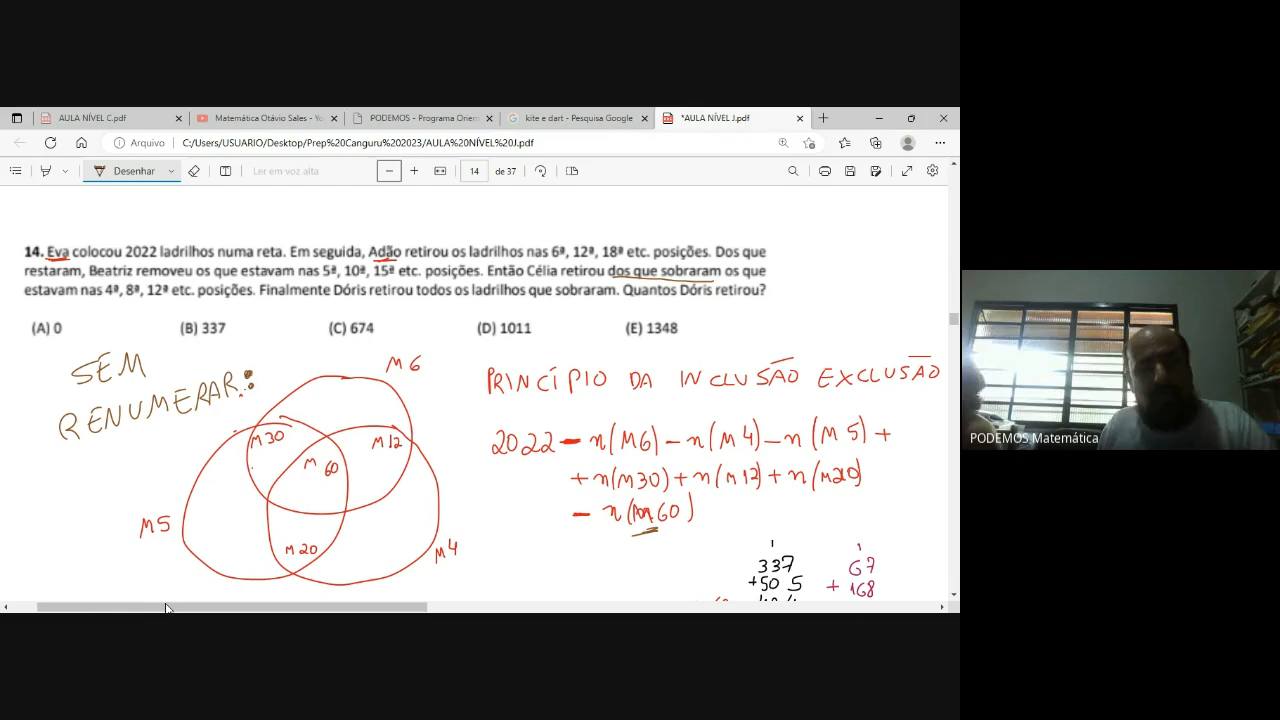 AULA NÍVEL C.pdf
Matemática Otávio Sales - Yo
PODEMOS - Programa Orien
kite e dart - Pesquisa Google
*AULA NÍVEL J.pdf
Arquivo C:/Users/USUARIO/Desktop/Prep%20Canguru%202023/AULA%20NÍVEL%20J.pdf
Desenhar
Ler em voz alta
14 de 37
14. Eva colocou 2022 ladrilhos numa reta. Em seguida, Adão retirou os ladrilhos nas 6ª, 12ª, 18ª etc. posições. Dos que
restaram, Beatriz removeu os que estavam nas 5ª, 10ª, 15ª etc. posições. Então Célia retirou dos que sobraram os que
estavam nas 4ª, 8ª, 12ª etc. posições. Finalmente Dóris retirou todos os ladrilhos que sobraram. Quantos Dóris retirou?
(A) 0 (B) 337 (C) 674 (D) 1011 (E) 1348
SEM
RENUMERAR:
M6
M30
M12
M60
M5
M20
M4
PRINCÍPIO DA INCLUSÃO EXCLUSÃO
2022 - n(M6) - n(M4) - n(M5) +
+ n(M30) + n(M12) + n(M20)
- n(M60)
1
337
+505
1
67
+ 168
PODEMOS Matemática